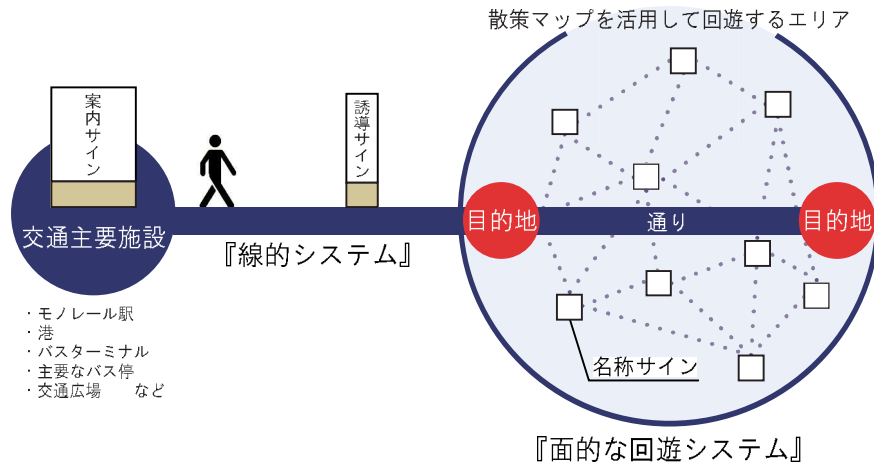 散策マップを活用して回遊するエリア
案内サイン
誘導サイン
交通主要施設
目的地
通り
目的地
『線的システム』
・モノレール駅
・港
・バスターミナル
・主要なバス停
・交通広場　　など
名称サイン
『面的な回遊システム』